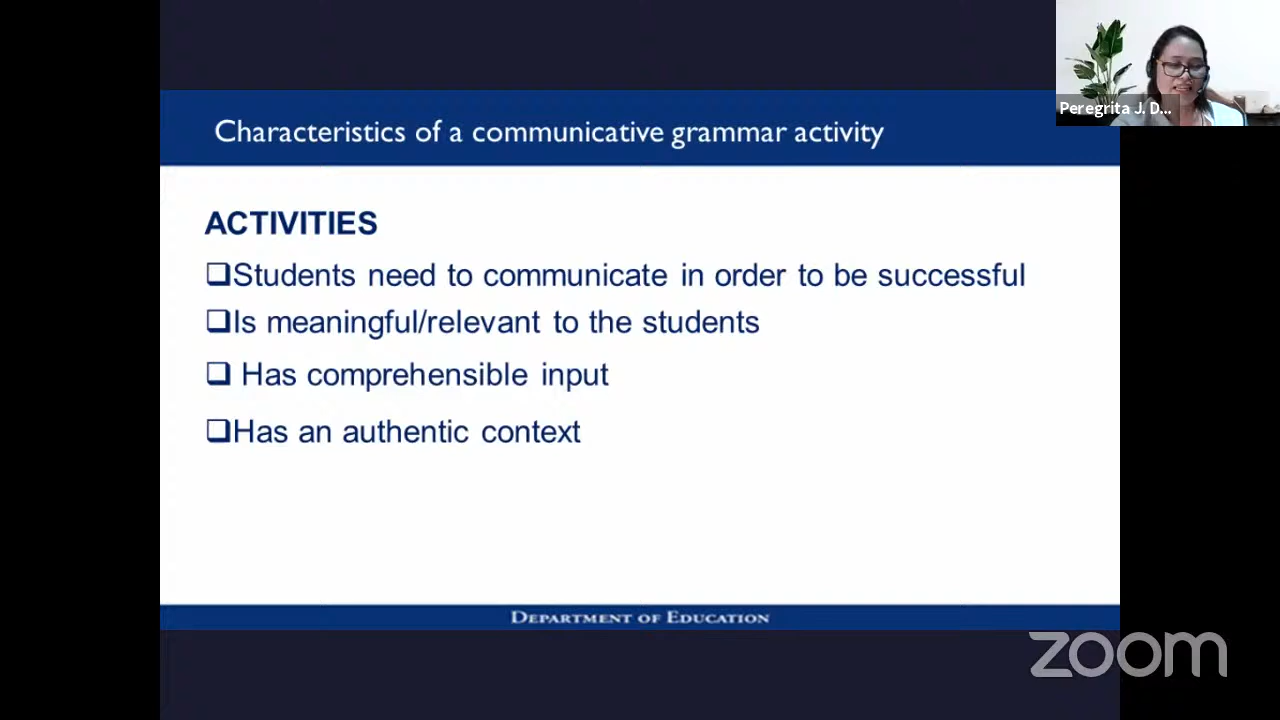 Peregrita J. D...
Characteristics of a communicative grammar activity
ACTIVITIES
❑Students need to communicate in order to be successful
❑Is meaningful/relevant to the students
❑ Has comprehensible input
❑Has an authentic context
DEPARTMENT OF EDUCATION
zoom